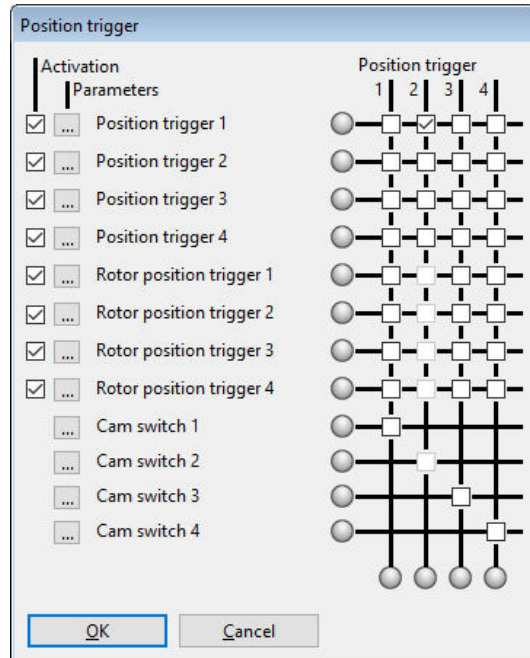 Position trigger
Activation
Parameters
Position trigger
1 2 3 4
... Position trigger 1
... Position trigger 2
... Position trigger 3
... Position trigger 4
... Rotor position trigger 1
... Rotor position trigger 2
... Rotor position trigger 3
... Rotor position trigger 4
... Cam switch 1
... Cam switch 2
... Cam switch 3
... Cam switch 4
OK Cancel